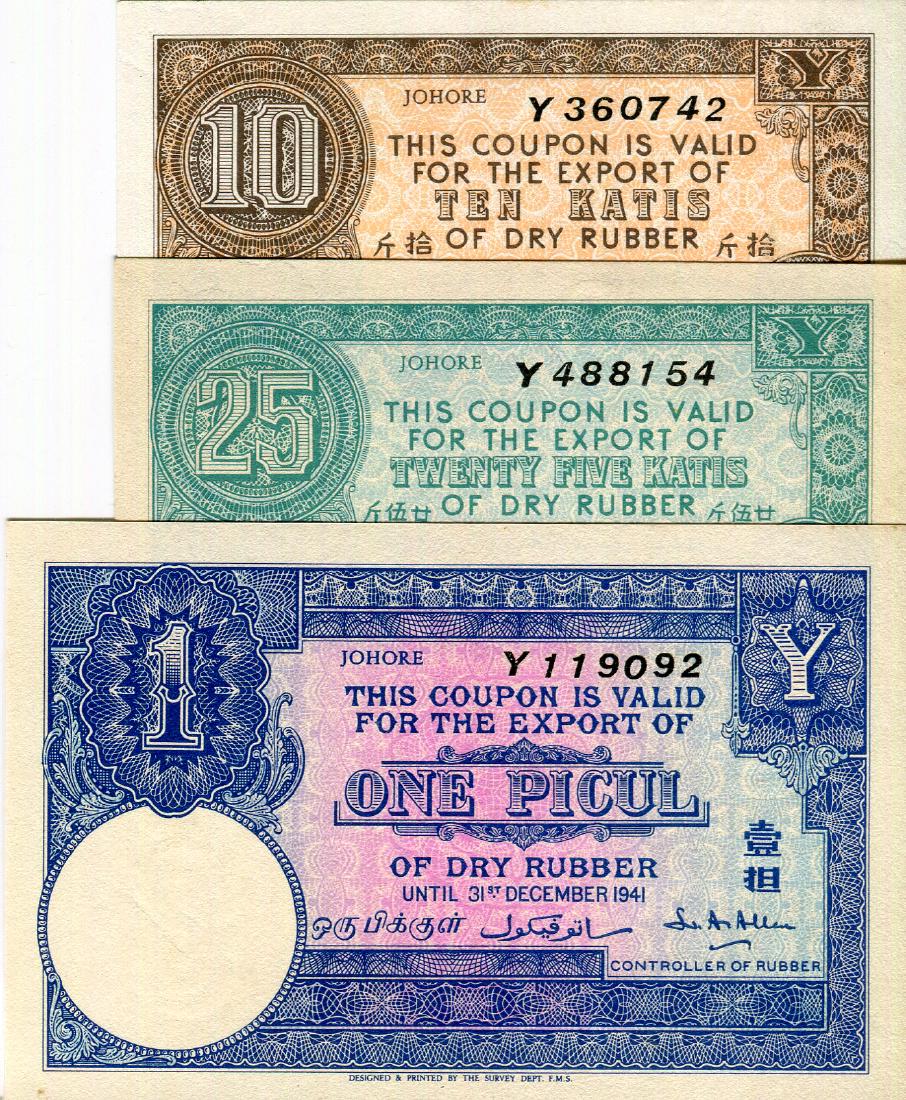 10
Y
JOHORE
Y 360742
THIS COUPON IS VALID
FOR THE EXPORT OF
TEN KATIS
OF DRY RUBBER
斤拾
斤拾
25
Y
JOHORE
Y 488154
THIS COUPON IS VALID
FOR THE EXPORT OF
TWENTY FIVE KATIS
OF DRY RUBBER
斤伍廿
斤伍廿
1
Y
JOHORE
Y 119092
THIS COUPON IS VALID
FOR THE EXPORT OF
ONE PICUL
OF DRY RUBBER
UNTIL 31ST DECEMBER 1941
壹担
ஒரு பிக்குள்
ساتو ڤيكول
CONTROLLER OF RUBBER
DESIGNED & PRINTED BY THE SURVEY DEPT. F.M.S.